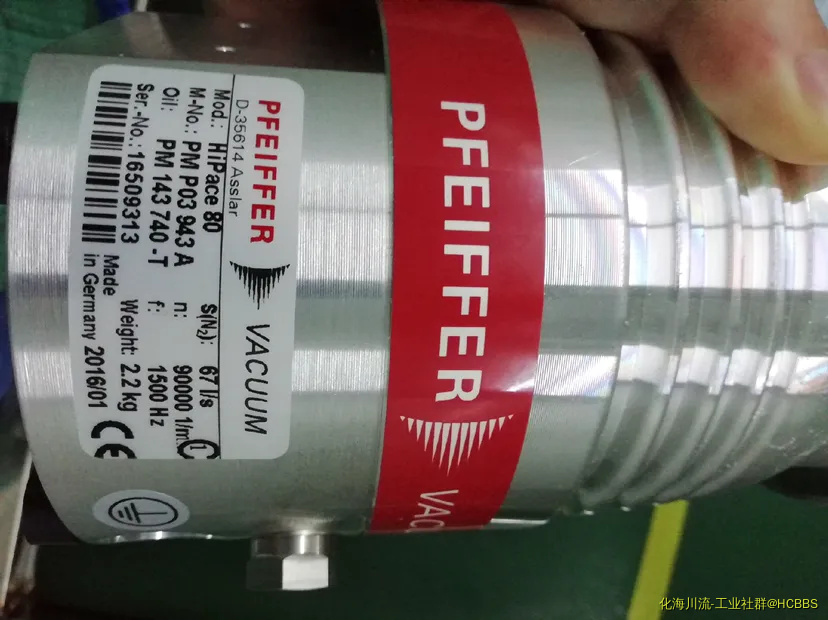 PFEIFFER VACUUM
D-35614 Asslar
Mod.: HiPace 80 S(N₂): 67 l/s
M-No.: PM P03 943 A n: 90000 1/m
Oil: PM 143 740 -T f: 1500 Hz
Weight: 2.2 kg
Ser.-No.: 16509313
Made
in Germany 2016/01
CE
1
PFEIFFER
化海川流-工业社群@HCBBS